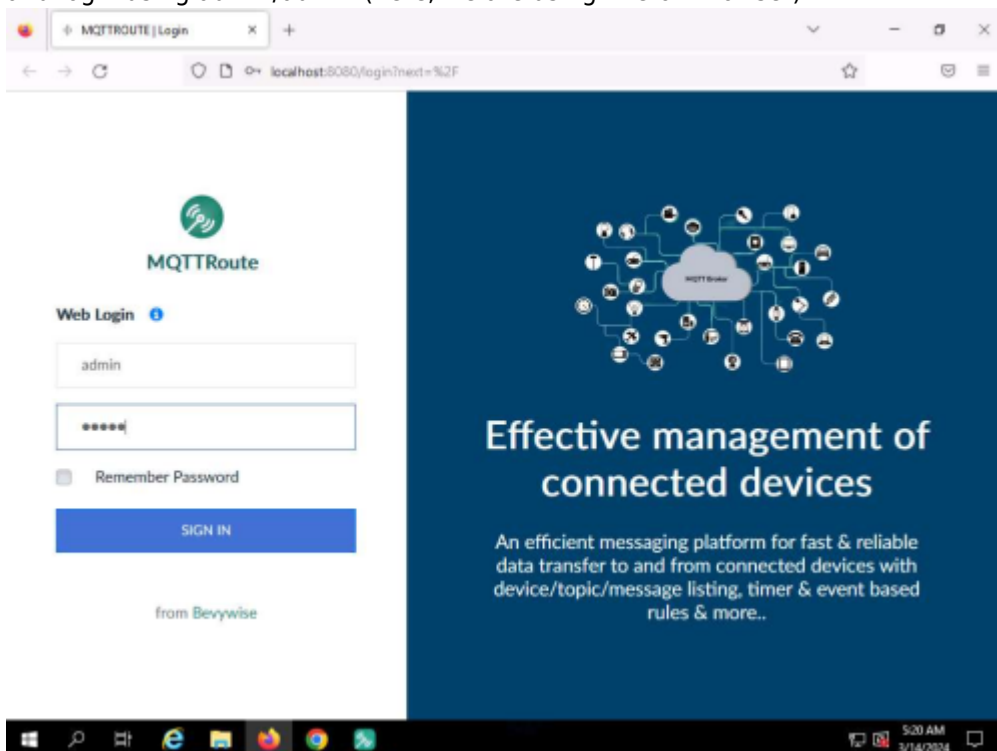 MQTTROUTE | Login
localhost:8080/login?next=%2F
MQTTRoute
Web Login
admin
Remember Password
SIGN IN
from Bevywise
MQTT Broker
Effective management of
connected devices
An efficient messaging platform for fast & reliable
data transfer to and from connected devices with
device/topic/message listing, timer & event based
rules & more..
5:20 AM
3/14/2024